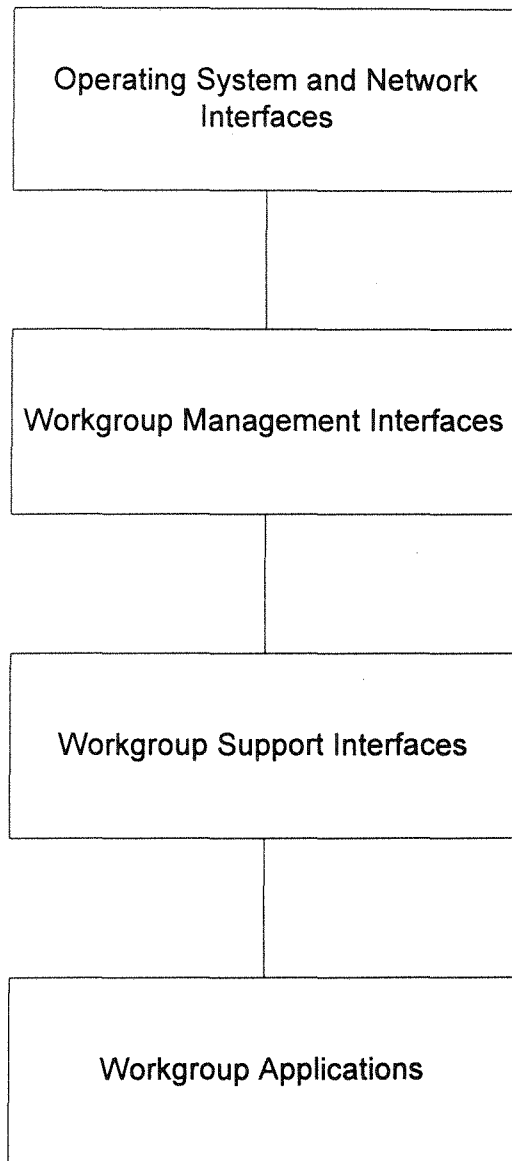 Operating System and Network
Interfaces
Workgroup Management Interfaces
Workgroup Support Interfaces
Workgroup Applications